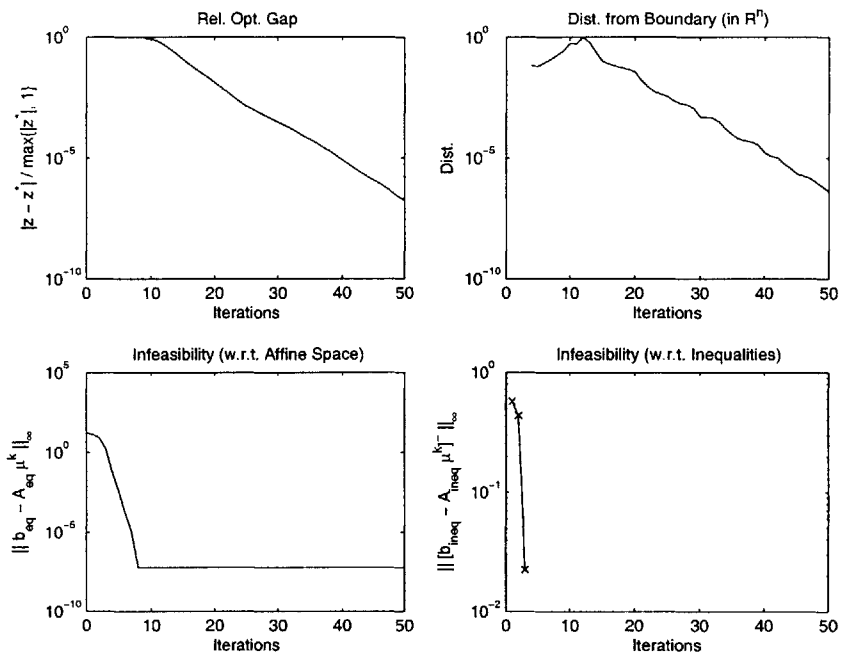 Rel. Opt. Gap
10^0
10^-5
10^-10
|z - z^*| / max{|z^*|, 1}
0 10 20 30 40 50
Iterations
Dist. from Boundary (in R^n)
10^0
10^-5
10^-10
Dist.
0 10 20 30 40 50
Iterations
Infeasibility (w.r.t. Affine Space)
10^5
10^0
10^-5
10^-10
|| b_eq - A_eq μ^k ||_∞
0 10 20 30 40 50
Iterations
Infeasibility (w.r.t. Inequalities)
10^0
10^-1
10^-2
|| [b_ineq - A_ineq μ^k]^- ||_∞
0 10 20 30 40 50
Iterations